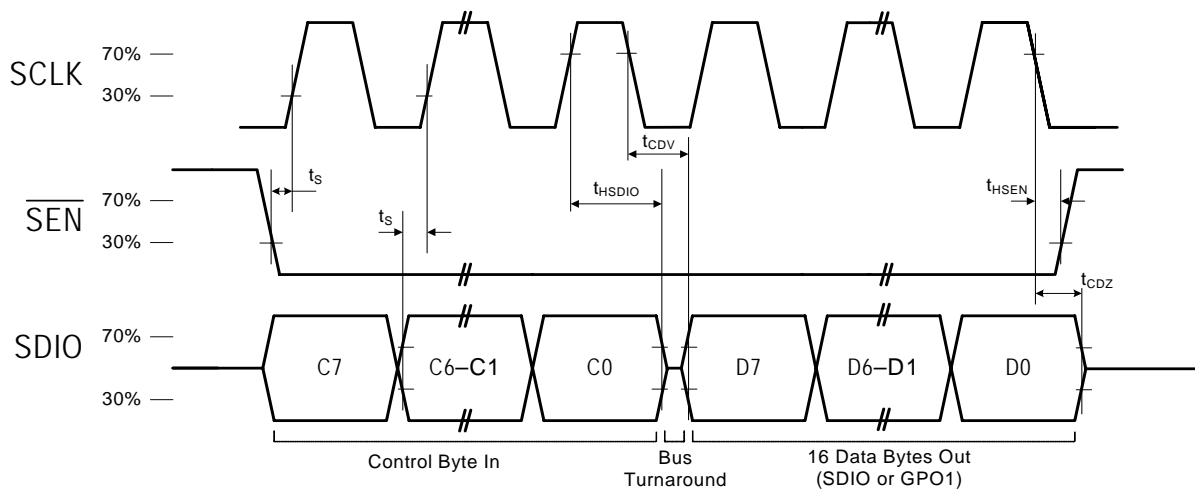 70%
SCLK
30%
tCDV
tS
tHSDIO
tHSEN
70%
SEN
tS
30%
tCDZ
70%
SDIO
C7
C6–C1
C0
D7
D6–D1
D0
30%
Control Byte In
Bus
Turnaround
16 Data Bytes Out
(SDIO or GPO1)